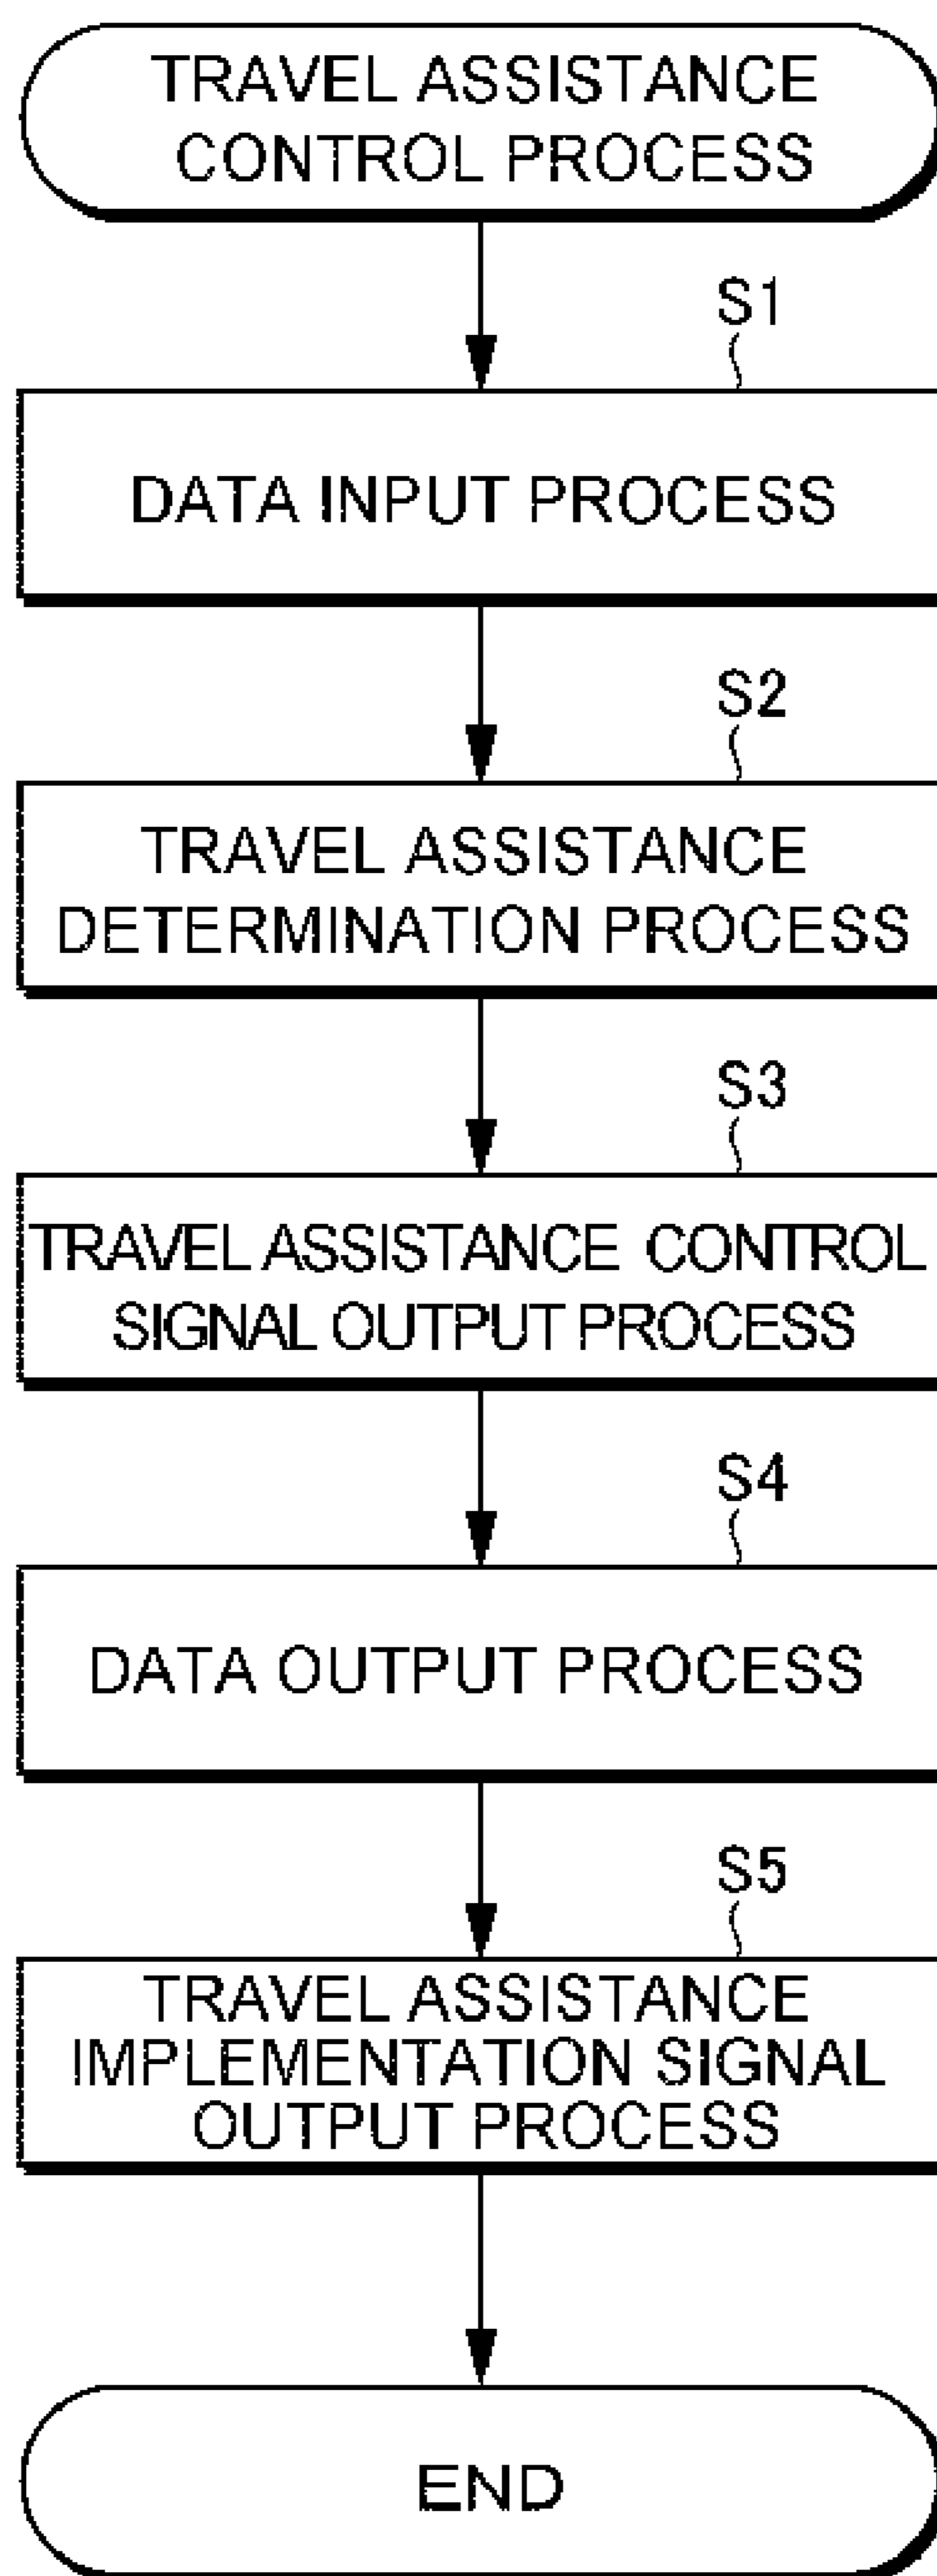 TRAVEL ASSISTANCE
CONTROL PROCESS
S1
DATA INPUT PROCESS
S2
TRAVEL ASSISTANCE
DETERMINATION PROCESS
S3
TRAVEL ASSISTANCE CONTROL
SIGNAL OUTPUT PROCESS
S4
DATA OUTPUT PROCESS
S5
TRAVEL ASSISTANCE
IMPLEMENTATION SIGNAL
OUTPUT PROCESS
END